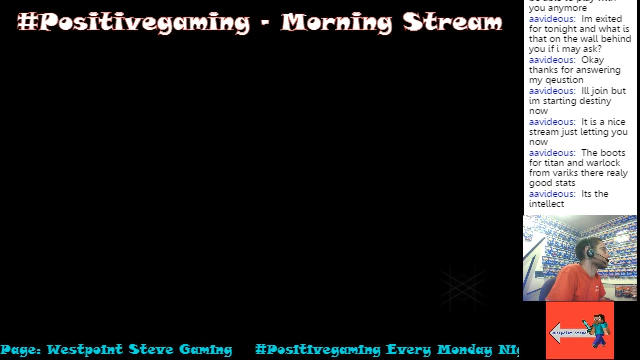 #Positivegaming - Morning Stream
you anymore
aavideous: Im exited
for tonight and what is
that on the wall behind
you if i may ask?
aavideous: Okay
thanks for answering
my qeustion
aavideous: Ill join but
im starting destiny
now
aavideous: It is a nice
stream just letting you
now
aavideous: The boots
for titan and warlock
from variks there realy
good stats
aavideous: Its the
intellect
Page: Westpoint Steve Gaming #Positivegaming Every Monday Nig